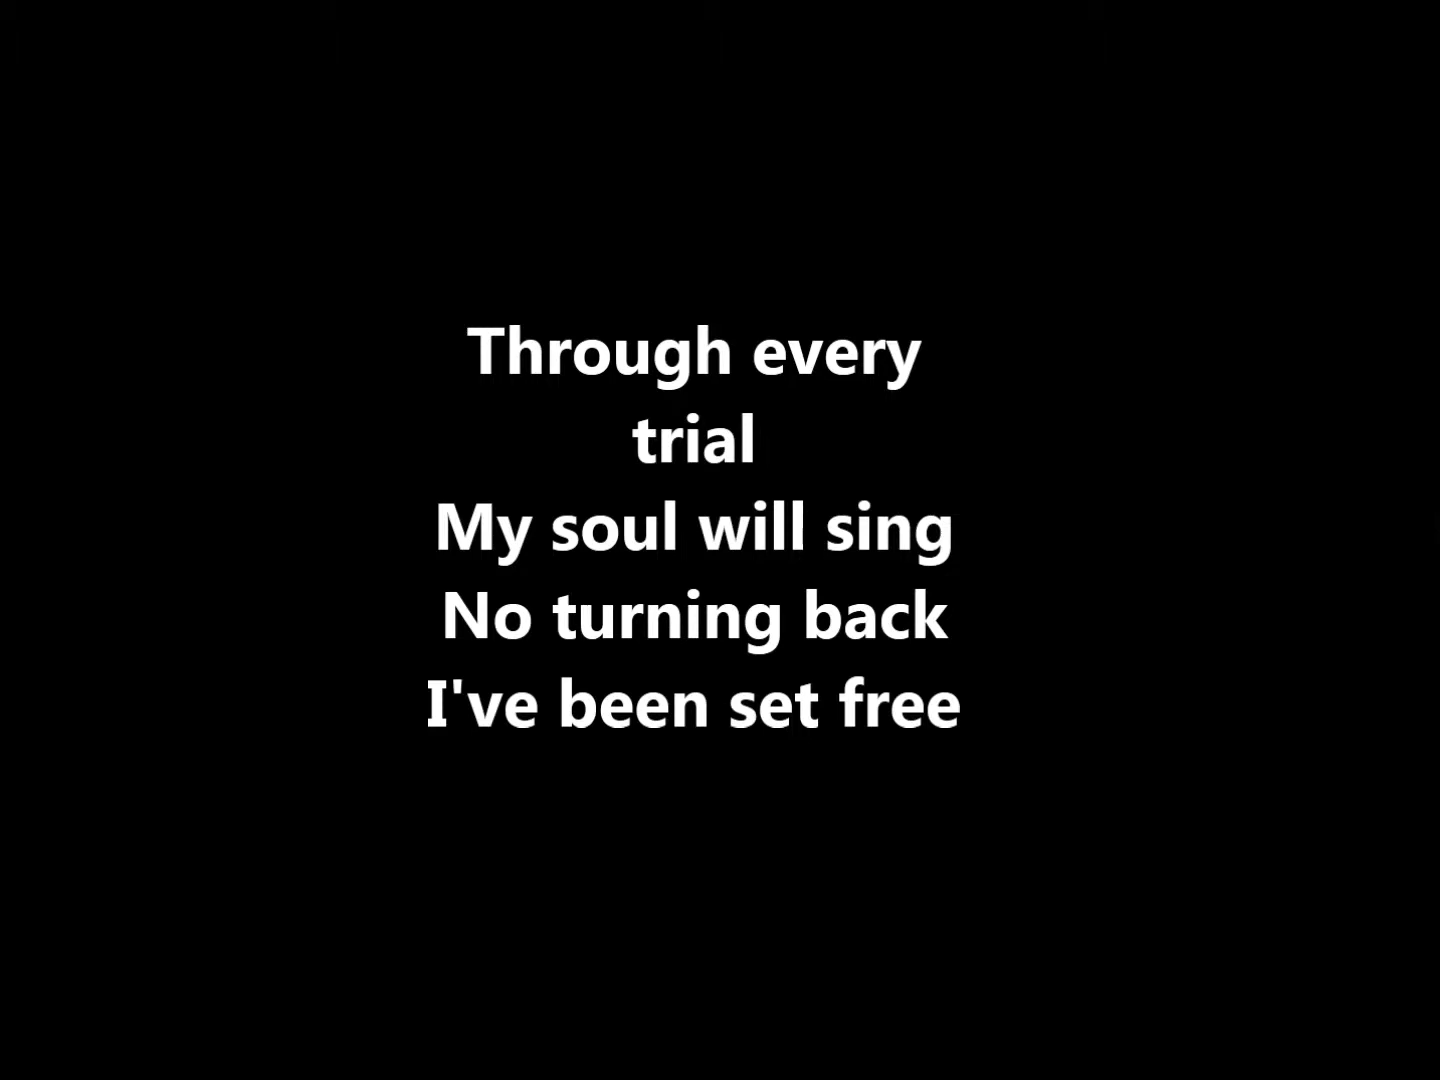 Through every
trial
My soul will sing
No turning back
I've been set free